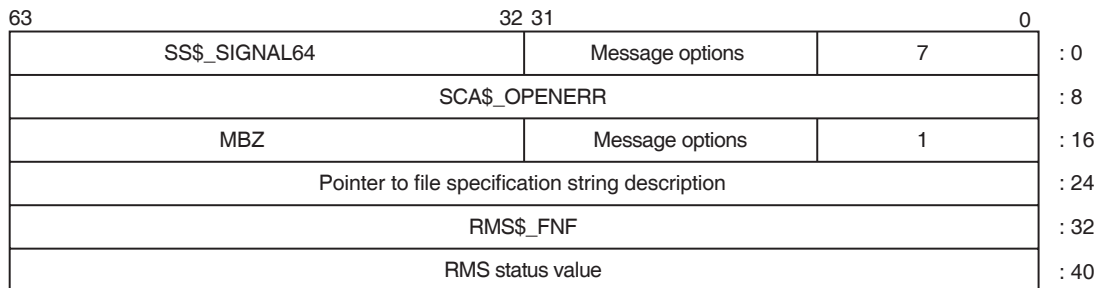 63 32 31 0
SS$_SIGNAL64 Message options 7 : 0
SCA$_OPENERR : 8
MBZ Message options 1 : 16
Pointer to file specification string description : 24
RMS$_FNF : 32
RMS status value : 40